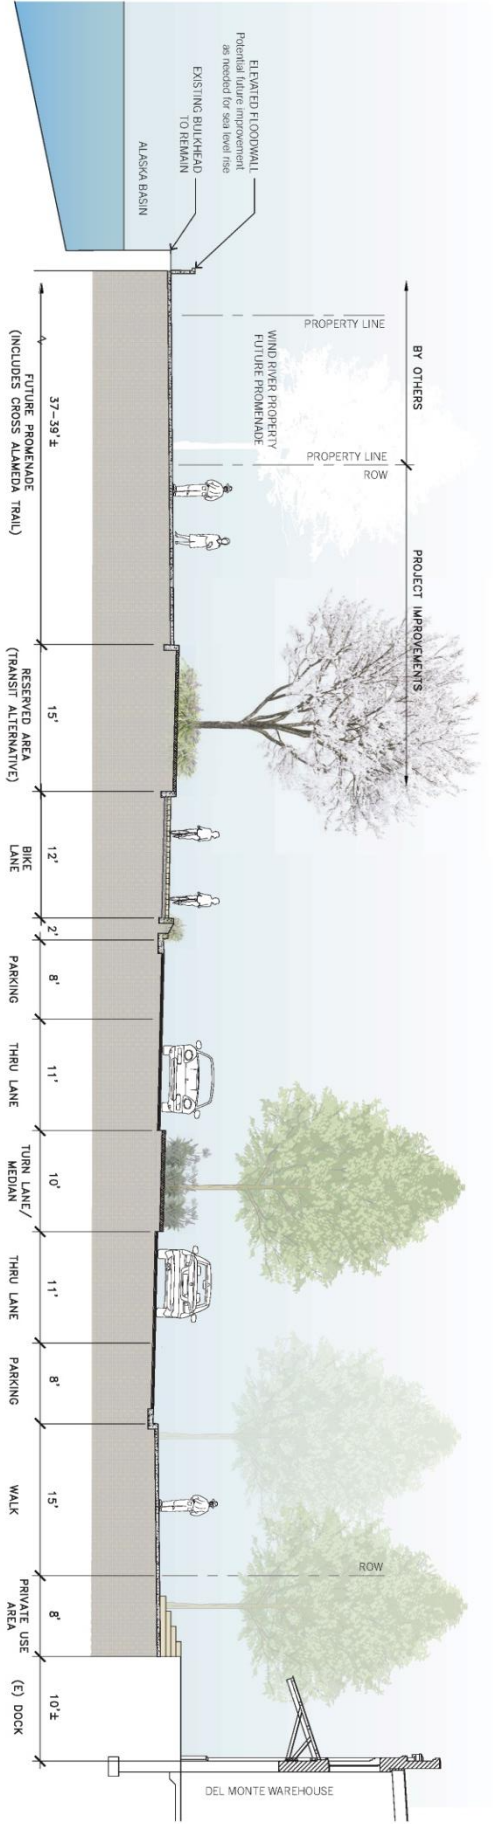 ELEVATED FLOODWALL
Potential future improvement
as needed for sea level rise
EXISTING BULKHEAD
TO REMAIN
ALASKA BASIN
BY OTHERS
PROJECT IMPROVEMENTS
PROPERTY LINE
WIND RIVER PROPERTY
FUTURE PROMENADE
PROPERTY LINE
ROW
ROW
DEL MONTE WAREHOUSE
37-39'±
FUTURE PROMENADE
(INCLUDES CROSS ALAMEDA TRAIL)
15'
RESERVED AREA
(TRANSIT ALTERNATIVE)
12'
BIKE
LANE
2'
8'
PARKING
11'
THRU LANE
10'
TURN LANE/
MEDIAN
11'
THRU LANE
8'
PARKING
15'
WALK
8'
PRIVATE USE
AREA
10'±
(E) DOCK